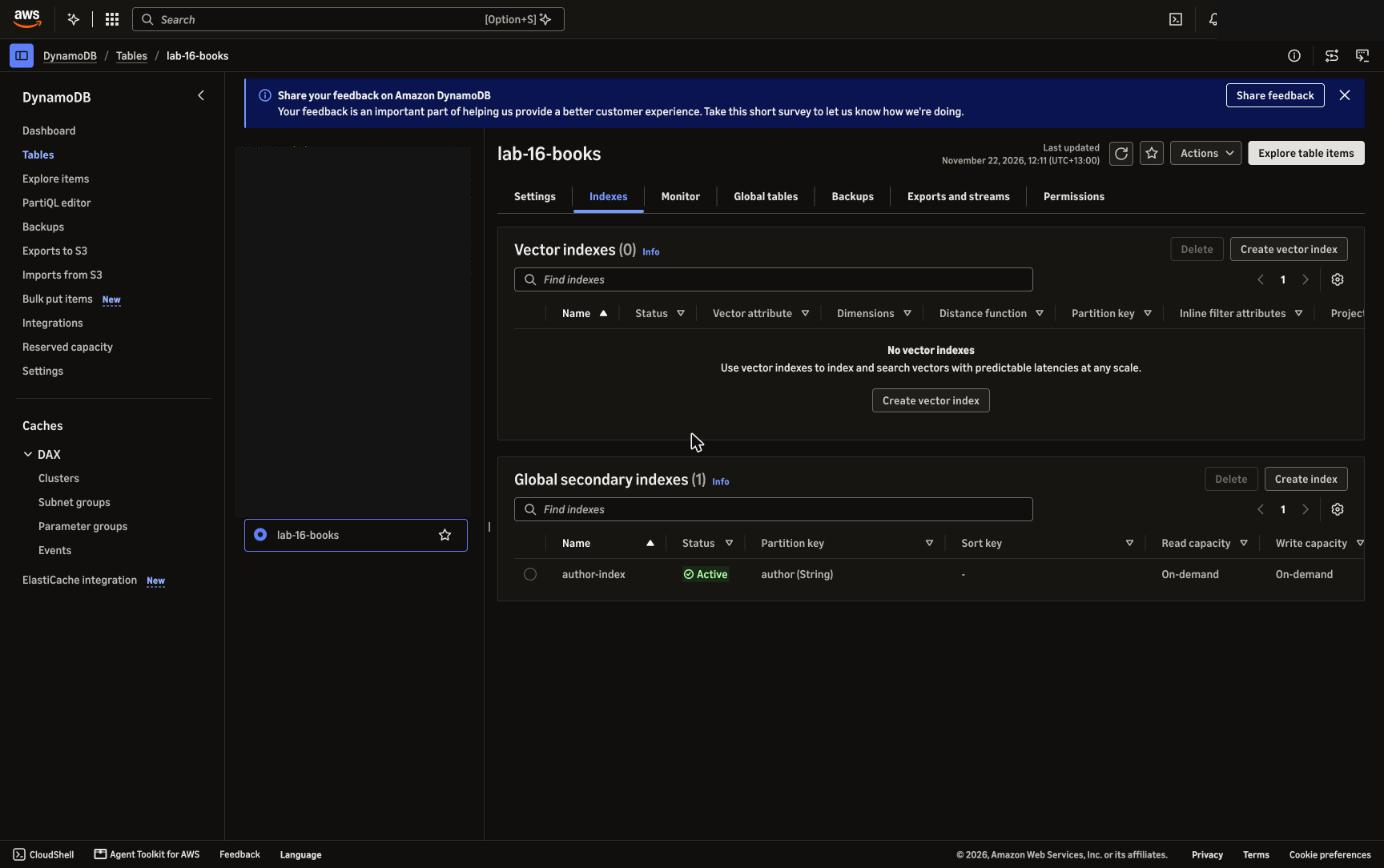 aws
Search [Option+S]
DynamoDB / Tables / lab-16-books
DynamoDB
Dashboard
Tables
Explore items
PartiQL editor
Backups
Exports to S3
Imports from S3
Bulk put items New
Integrations
Reserved capacity
Settings
Caches
DAX
Clusters
Subnet groups
Parameter groups
Events
ElastiCache integration New
Share your feedback on Amazon DynamoDB
Your feedback is an important part of helping us provide a better customer experience. Take this short survey to let us know how we're doing.
Share feedback
lab-16-books
lab-16-books
Last updated
November 22, 2026, 12:11 (UTC+13:00)
Actions
Explore table items
Settings Indexes Monitor Global tables Backups Exports and streams Permissions
Vector indexes (0) Info
Delete Create vector index
Find indexes
1
Name Status Vector attribute Dimensions Distance function Partition key Inline filter attributes Project
No vector indexes
Use vector indexes to index and search vectors with predictable latencies at any scale.
Create vector index
Global secondary indexes (1) Info
Delete Create index
Find indexes
1
Name Status Partition key Sort key Read capacity Write capacity
author-index Active author (String) - On-demand On-demand
CloudShell Agent Toolkit for AWS Feedback Language
© 2026, Amazon Web Services, Inc. or its affiliates. Privacy Terms Cookie preferences